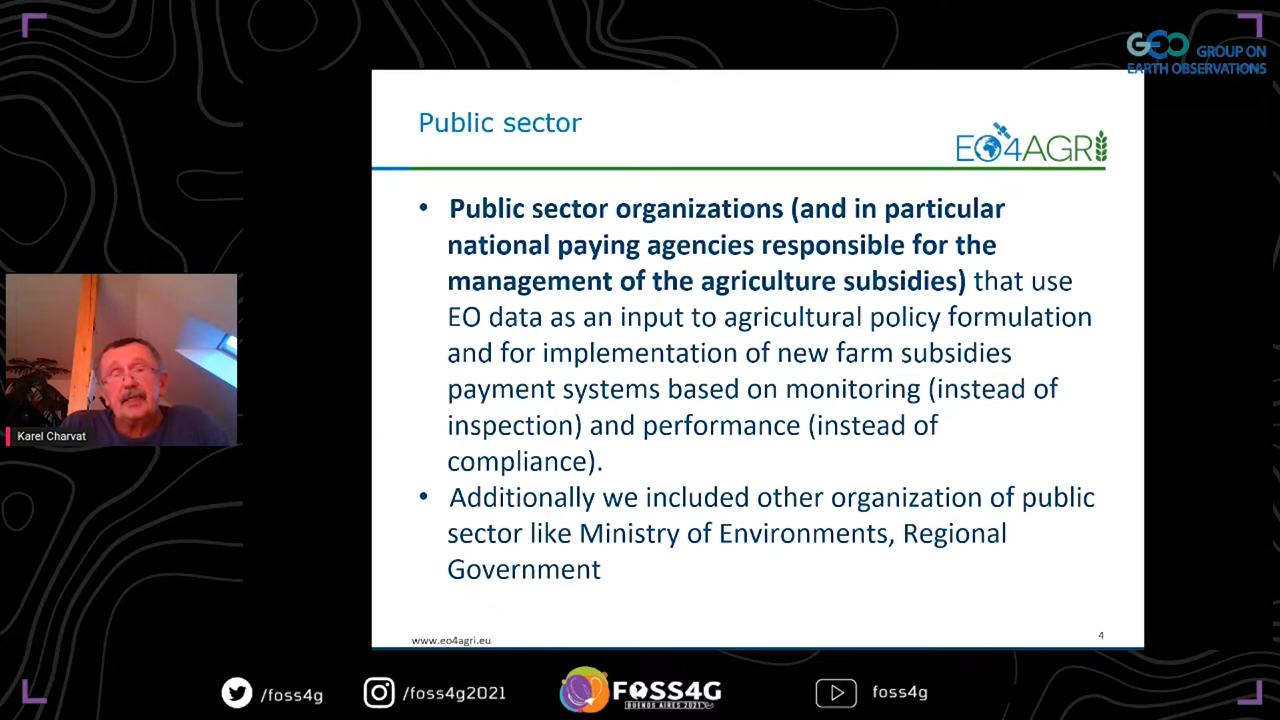 GEO GROUP ON
EARTH OBSERVATIONS
Public sector
EO4AGRI
• Public sector organizations (and in particular
national paying agencies responsible for the
management of the agriculture subsidies) that use
EO data as an input to agricultural policy formulation
and for implementation of new farm subsidies
payment systems based on monitoring (instead of
inspection) and performance (instead of
compliance).
• Additionally we included other organization of public
sector like Ministry of Environments, Regional
Government
Karel Charvat
www.eo4agri.eu
4
/foss4g
/foss4g2021
FOSS4G
BUENOS AIRES 2021
foss4g